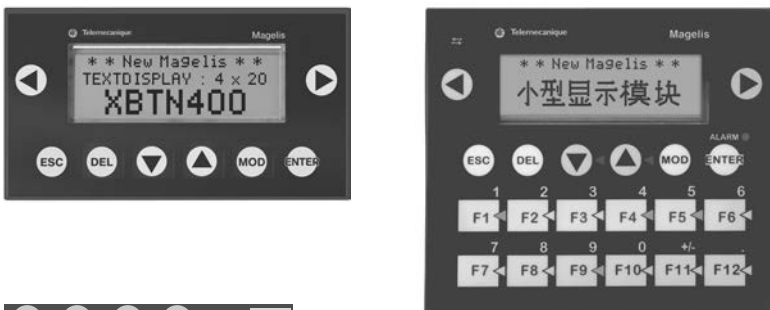 Telemecanique
Magelis
* * New Magelis * *
TEXTDISPLAY : 4 x 20
XBTN400
ESC
DEL
MOD
ENTER
Telemecanique
Magelis
* * New Magelis * *
小型显示模块
ALARM
ESC
DEL
MOD
ENTER
1 2 3 4 5 6
F1 F2 F3 F4 F5 F6
7 8 9 0 +/- .
F7 F8 F9 F10 F11 F12